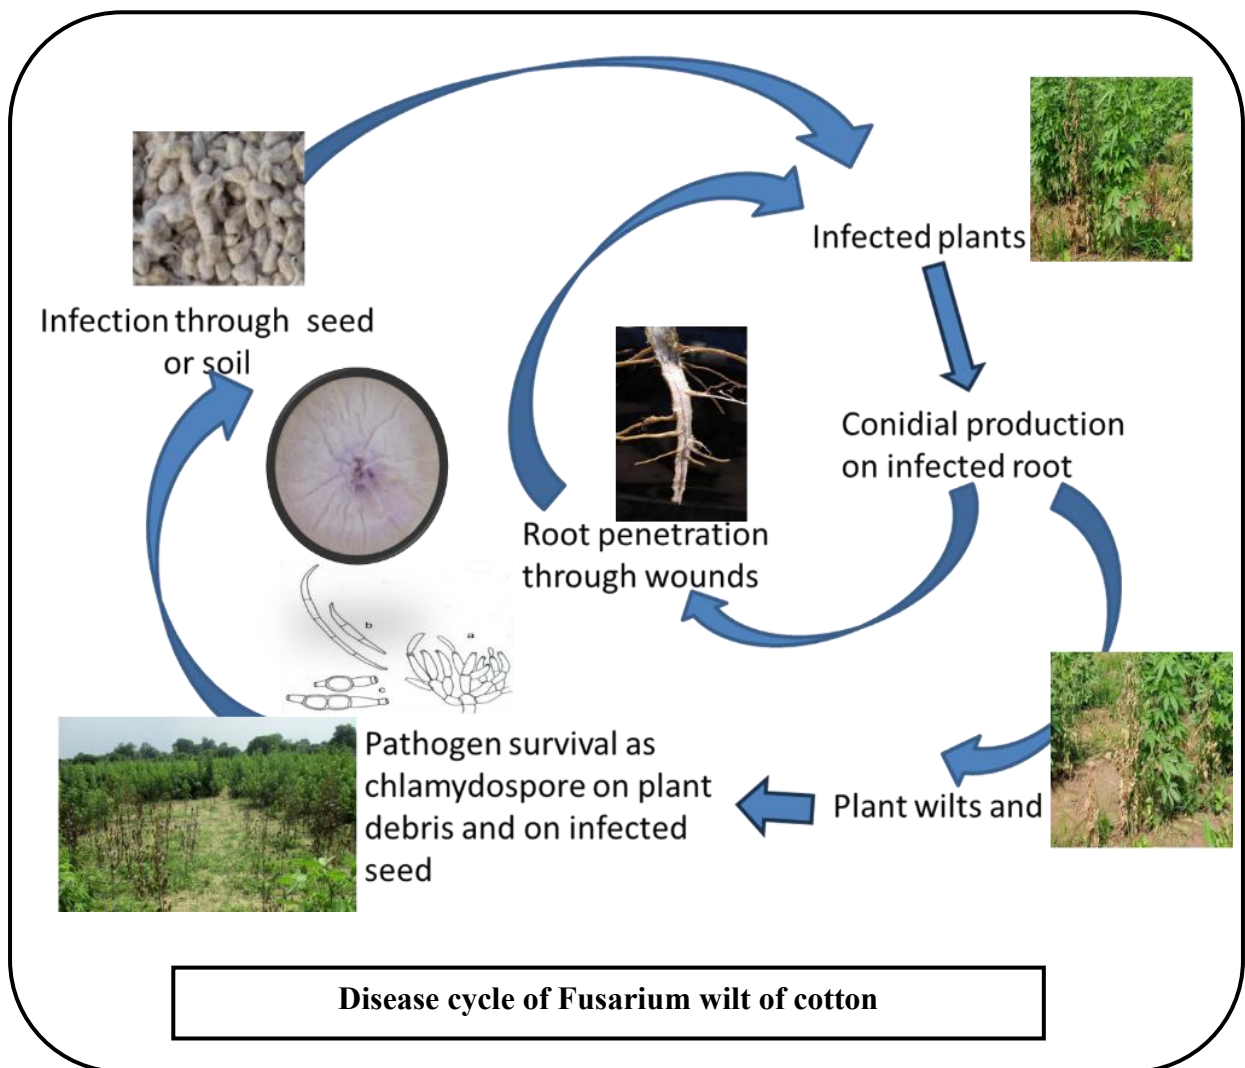 Infected plants
Infection through seed
or soil
Conidial production
on infected root
Root penetration
through wounds
b
a
c
Pathogen survival as
chlamydospore on plant
debris and on infected
seed
Plant wilts and
Disease cycle of Fusarium wilt of cotton